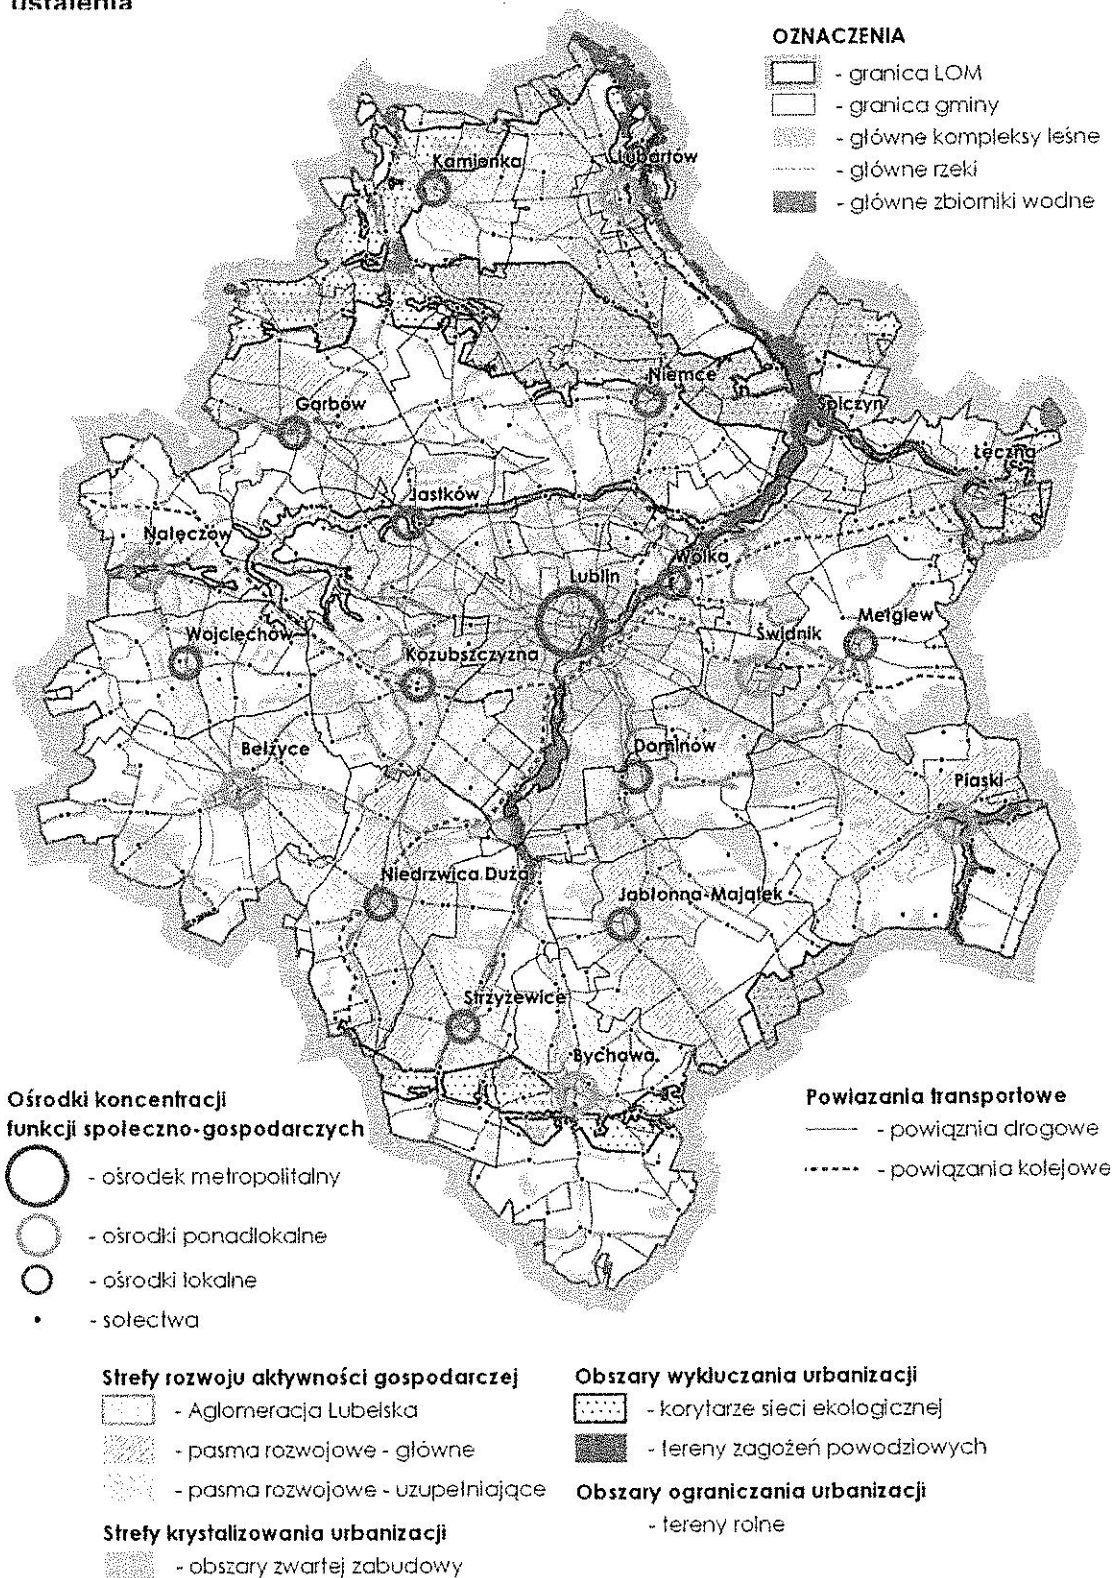 ustalenia
OZNACZENIA
- granica LOM
- granica gminy
- główne kompleksy leśne
- główne rzeki
- główne zbiorniki wodne
Kamionka
Lubartów
Niemce
Garbów
Spiczyn
Łęczna
Jastków
Nałęczów
Wólka
Lublin
Mełgiew
Wojciechów
Świdnik
Kozubszczyzna
Bełżyce
Dominów
Piaski
Niedrzwica Duża
Jabłonna-Majątek
Strzyżewice
Bychawa
Ośrodki koncentracji
funkcji społeczno-gospodarczych
- ośrodek metropolitalny
- ośrodki ponadlokalne
- ośrodki lokalne
- sołectwa
Powiazania transportowe
- powiąznia drogowe
- powiązania kolejowe
Strefy rozwoju aktywności gospodarczej
- Aglomeracja Lubelska
- pasma rozwojowe - główne
- pasma rozwojowe - uzupełniające
Strefy krystalizowania urbanizacji
- obszary zwartej zabudowy
Obszary wykluczania urbanizacji
- korytarze sieci ekologicznej
- tereny zagożeń powodziowych
Obszary ograniczania urbanizacji
- tereny rolne